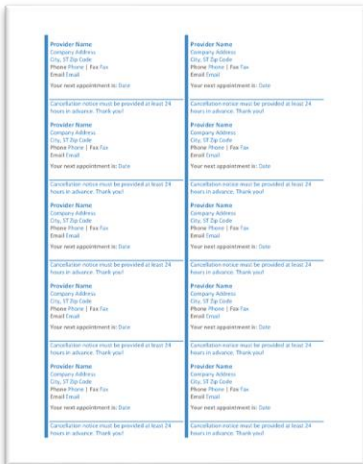 Provider Name
Company Address
City, ST Zip Code
Phone Phone | Fax Fax
Email Email
Your next appointment is: Date
Cancellation notice must be provided at least 24
hours in advance. Thank you!
Provider Name
Company Address
City, ST Zip Code
Phone Phone | Fax Fax
Email Email
Your next appointment is: Date
Cancellation notice must be provided at least 24
hours in advance. Thank you!
Provider Name
Company Address
City, ST Zip Code
Phone Phone | Fax Fax
Email Email
Your next appointment is: Date
Cancellation notice must be provided at least 24
hours in advance. Thank you!
Provider Name
Company Address
City, ST Zip Code
Phone Phone | Fax Fax
Email Email
Your next appointment is: Date
Cancellation notice must be provided at least 24
hours in advance. Thank you!
Provider Name
Company Address
City, ST Zip Code
Phone Phone | Fax Fax
Email Email
Your next appointment is: Date
Cancellation notice must be provided at least 24
hours in advance. Thank you!
Provider Name
Company Address
City, ST Zip Code
Phone Phone | Fax Fax
Email Email
Your next appointment is: Date
Cancellation notice must be provided at least 24
hours in advance. Thank you!
Provider Name
Company Address
City, ST Zip Code
Phone Phone | Fax Fax
Email Email
Your next appointment is: Date
Cancellation notice must be provided at least 24
hours in advance. Thank you!
Provider Name
Company Address
City, ST Zip Code
Phone Phone | Fax Fax
Email Email
Your next appointment is: Date
Cancellation notice must be provided at least 24
hours in advance. Thank you!
Provider Name
Company Address
City, ST Zip Code
Phone Phone | Fax Fax
Email Email
Your next appointment is: Date
Cancellation notice must be provided at least 24
hours in advance. Thank you!
Provider Name
Company Address
City, ST Zip Code
Phone Phone | Fax Fax
Email Email
Your next appointment is: Date
Cancellation notice must be provided at least 24
hours in advance. Thank you!